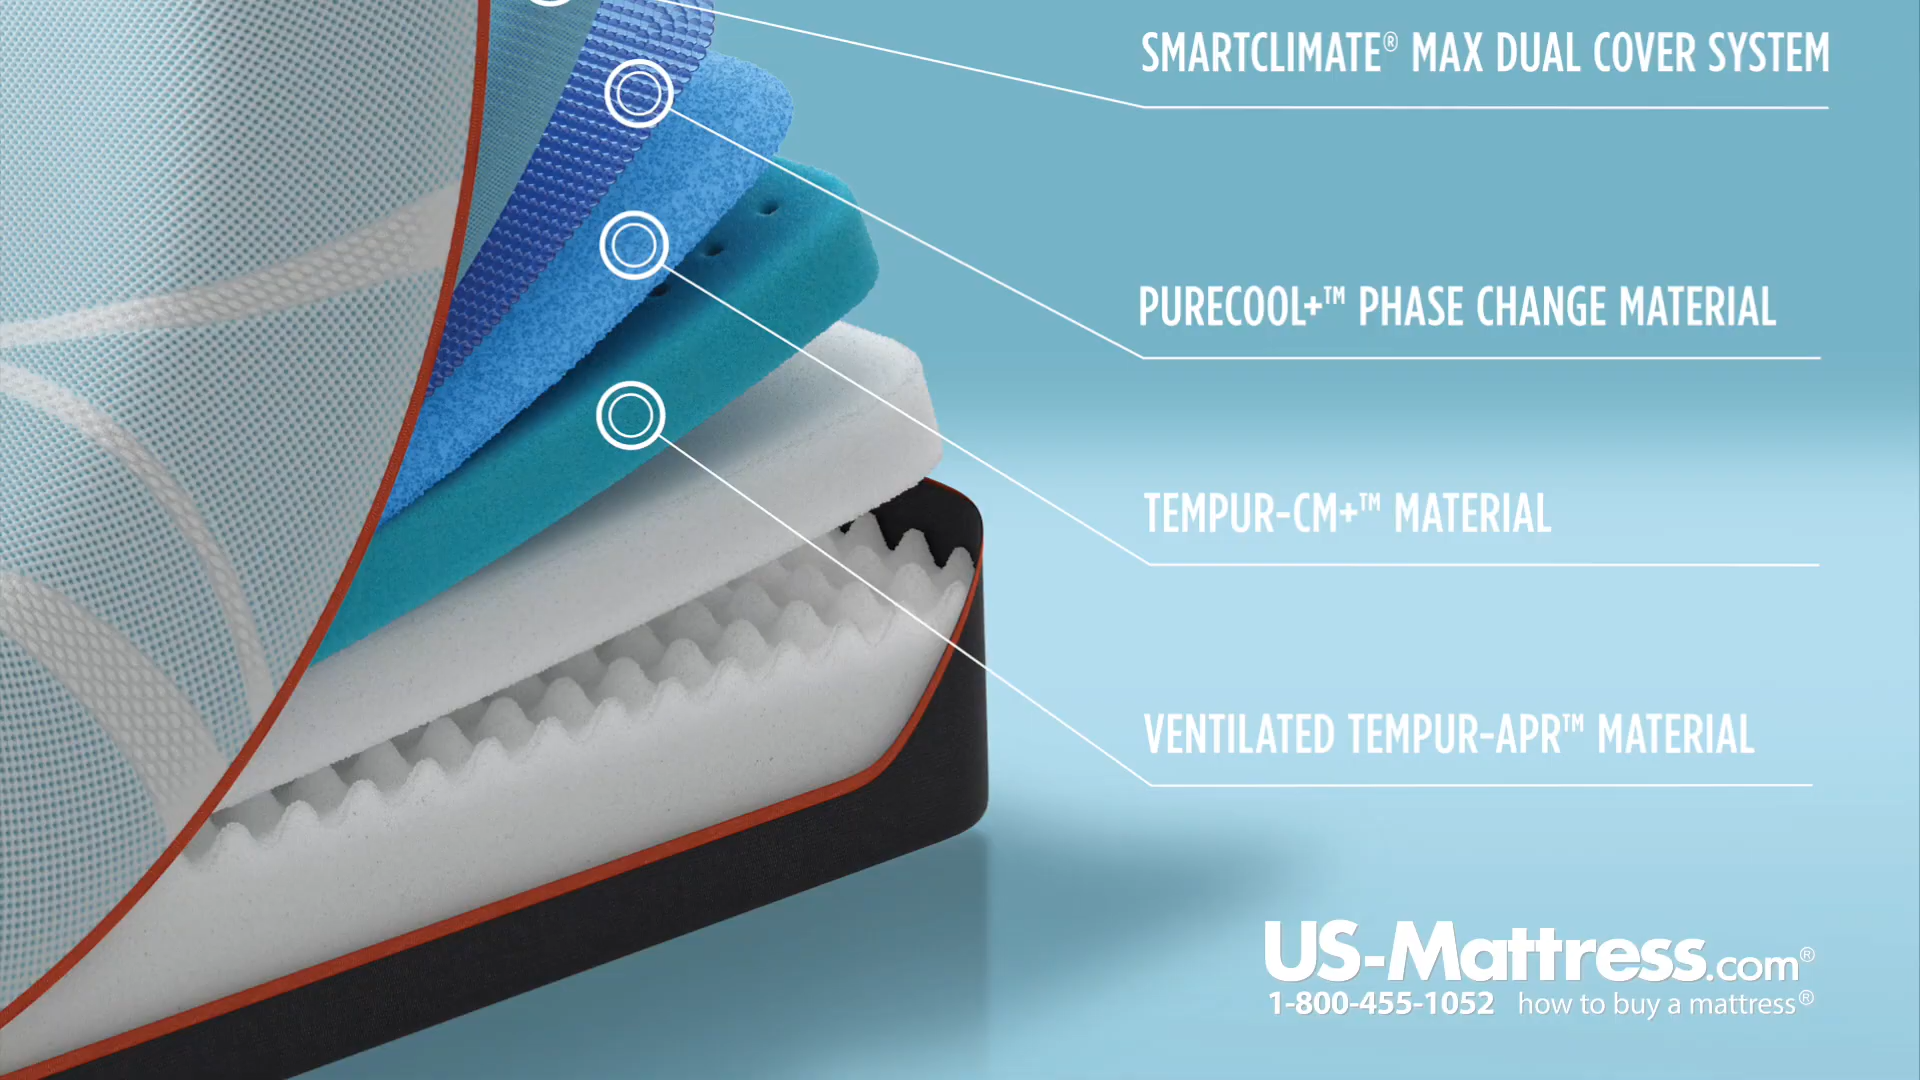 SMARTCLIMATE® MAX DUAL COVER SYSTEM
PURECOOL+™ PHASE CHANGE MATERIAL
TEMPUR-CM+™ MATERIAL
VENTILATED TEMPUR-APR™ MATERIAL
US-Mattress.com®
1-800-455-1052 how to buy a mattress®